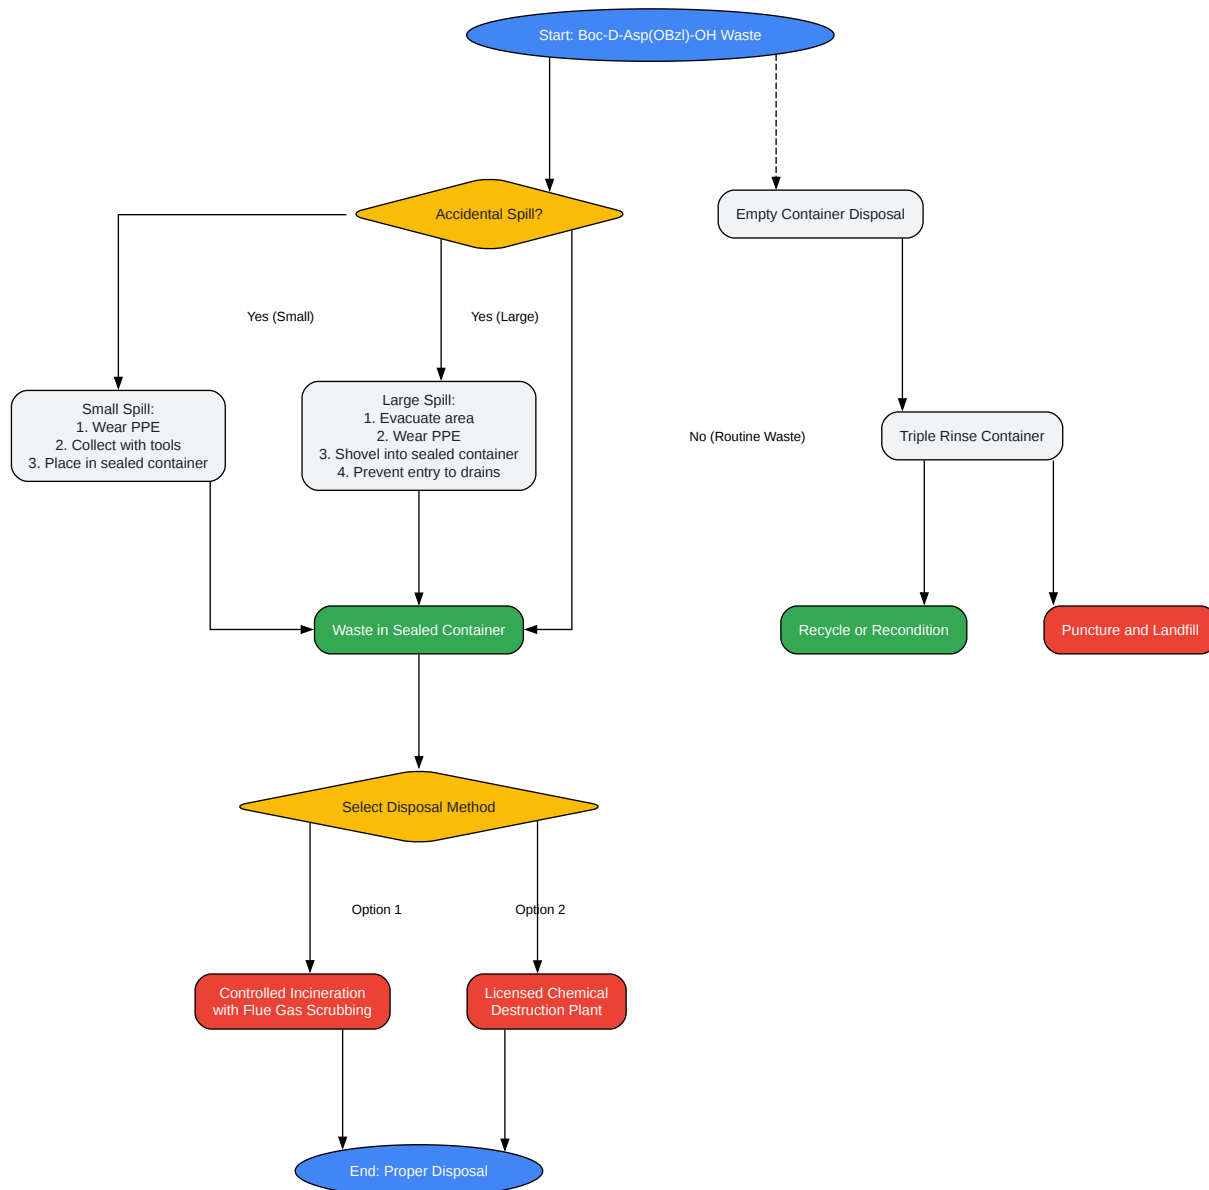 Start: Boc-D-Asp(OBzl)-OH Waste
Accidental Spill?
Empty Container Disposal
Yes (Small)
Yes (Large)
Small Spill:
1. Wear PPE
2. Collect with tools
3. Place in sealed container
Large Spill:
1. Evacuate area
2. Wear PPE
3. Shovel into sealed container
4. Prevent entry to drains
No (Routine Waste)
Triple Rinse Container
Waste in Sealed Container
Recycle or Recondition
Puncture and Landfill
Select Disposal Method
Option 1
Option 2
Controlled Incineration
with Flue Gas Scrubbing
Licensed Chemical
Destruction Plant
End: Proper Disposal